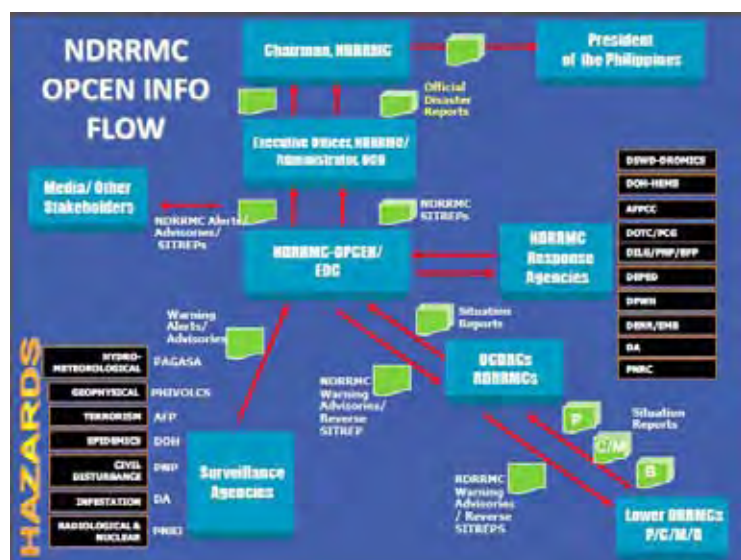 NDRRMC
OPCEN INFO
FLOW
Chairman, NDRRMC
President
of the Philippines
Official
Disaster
Reports
Executive Officer, NDRRMC/
Administrator, OCD
Media/ Other
Stakeholders
NDRRMC Alerts/
Advisories/
SITREPs
NDRRMC
SITREPs
NDRRMC-OPCEN/
EOC
NDRRMC
Response
Agencies
DSWD-DROMICS
DOH-HEMS
AFPCC
DOTC/PCG
DILG/PNP/BFP
DEPED
DPWH
DENR/EMB
DA
PNRC
Warning
Alerts/
Advisories
Situation
Reports
OCDRCs
RDRRMCs
NDRRMC
Warning
Advisories/
Reverse
SITREP
HAZARDS
HYDRO-
METEOROLOGICAL
PAGASA
GEOPHYSICAL
PHIVOLCS
TERRORISM
AFP
EPIDEMICS
DOH
CIVIL
DISTURBANCE
PNP
INFESTATION
DA
RADIOLOGICAL &
NUCLEAR
PNRI
Surveillance
Agencies
P
C/M
B
Situation
Reports
NDRRMC
Warning
Advisories
/ Reverse
SITREPS
Lower DRRMCs
P/C/M/B